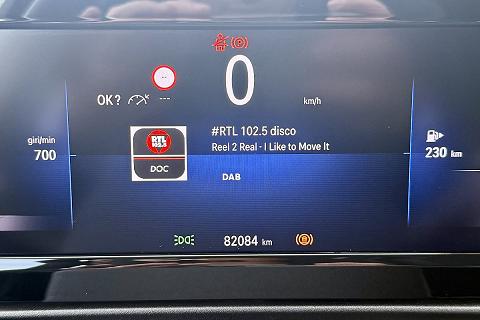 0
OK? ---
km/h
giri/min
700
RTL
102.5
DOC
#RTL 102.5 disco
Reel 2 Real - I Like to Move It
DAB
230 km
82084 km